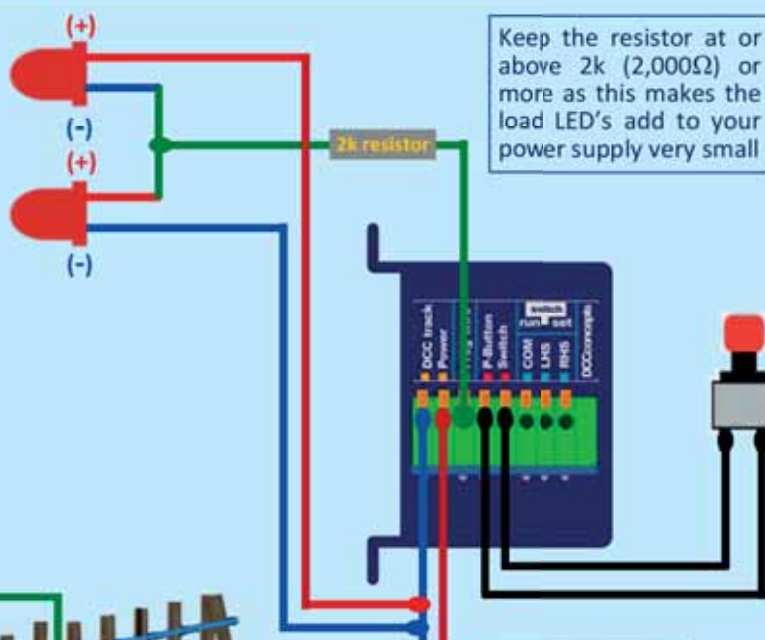 (+)
Keep the resistor at or
above 2k (2,000Ω) or
more as this makes the
load LED's add to your
power supply very small
(-)
2k resistor
(+)
(-)
switch
run set
DCC track
Power
P-Button
Switch
COM
LHS
RHS
DCCconcepts